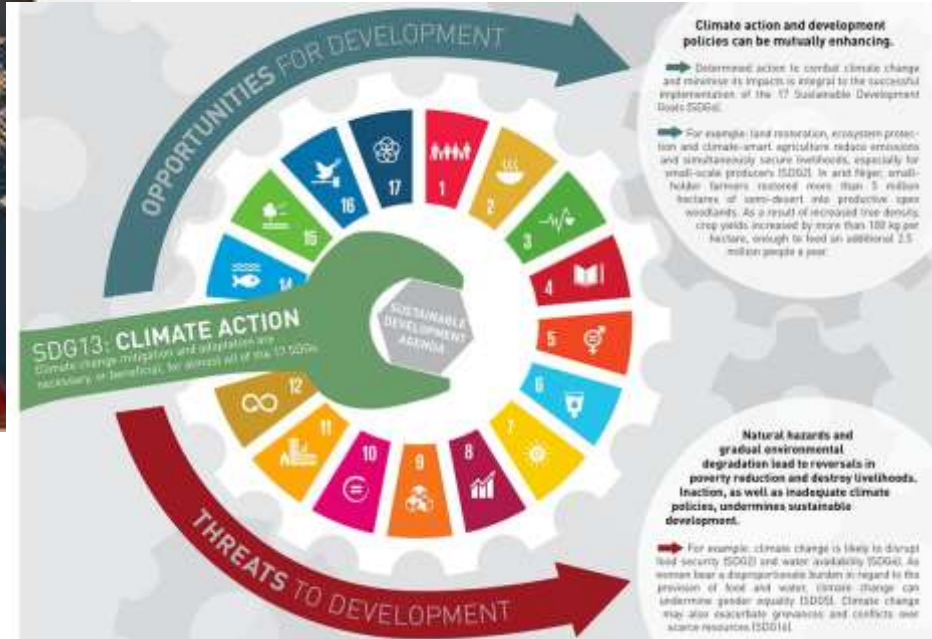 OPPORTUNITIES FOR DEVELOPMENT
Climate action and development
policies can be mutually enhancing.
Determined action to combat climate change
and minimise its impacts is integral to the successful
implementation of the 17 Sustainable Development
Goals (SDGs).
For example: land restoration, ecosystem protec-
tion and climate-smart agriculture reduce emissions
and simultaneously secure livelihoods, especially for
small-scale producers (SDG2). In arid Niger, small-
holder farmers restored more than 5 million
hectares of semi-desert into productive open
woodlands. As a result of increased tree density,
crop yields increased by more than 100 kg per
hectare, enough to feed an additional 2.5
million people a year.
17
1
16
2
15
3
14
4
SUSTAINABLE
DEVELOPMENT
AGENDA
SDG13: CLIMATE ACTION
Climate change mitigation and adaptation are
necessary, or beneficial, for almost all of the 17 SDGs
5
12
6
11
7
10
9
8
THREATS TO DEVELOPMENT
Natural hazards and
gradual environmental
degradation lead to reversals in
poverty reduction and destroy livelihoods.
Inaction, as well as inadequate climate
policies, undermines sustainable
development.
For example: climate change is likely to disrupt
food security (SDG2) and water availability (SDG6). As
women bear a disproportionate burden in regard to the
provision of food and water, climate change can
undermine gender equality (SDG5). Climate change
may also exacerbate grievances and conflicts over
scarce resources (SDG16).